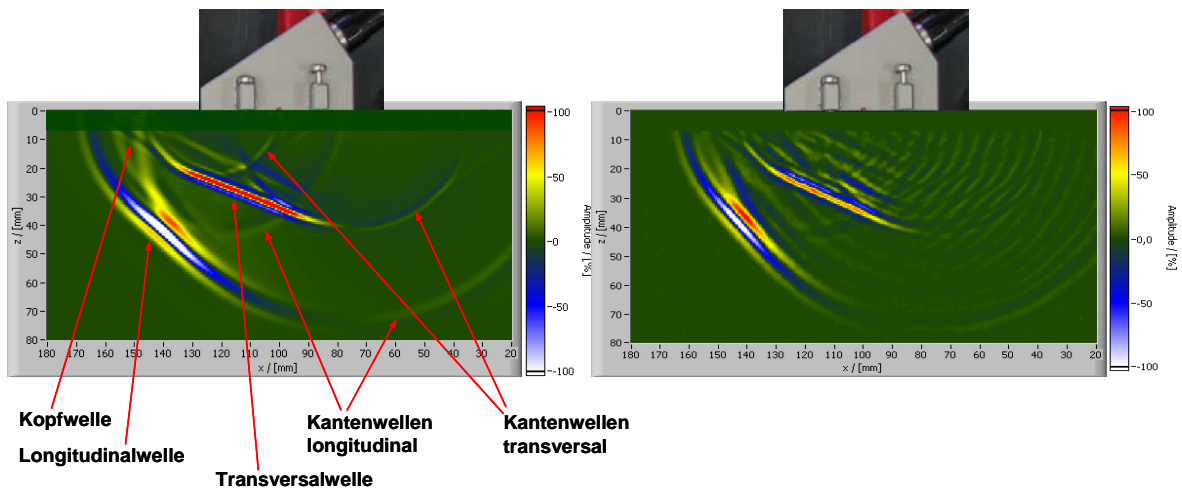 0
10
20
30
40
50
60
70
80
z / [mm]
180 170 160 150 140 130 120 110 100 90 80 70 60 50 40 30 20
x / [mm]
100
50
0
-50
-100
Amplitude / [%]
Kopfwelle
Longitudinalwelle
Transversalwelle
Kantenwellen
longitudinal
Kantenwellen
transversal
0
10
20
30
40
50
60
70
80
z / [mm]
180 170 160 150 140 130 120 110 100 90 80 70 60 50 40 30 20
x / [mm]
100
50
0,0
-50
-100
Amplitude / [%]